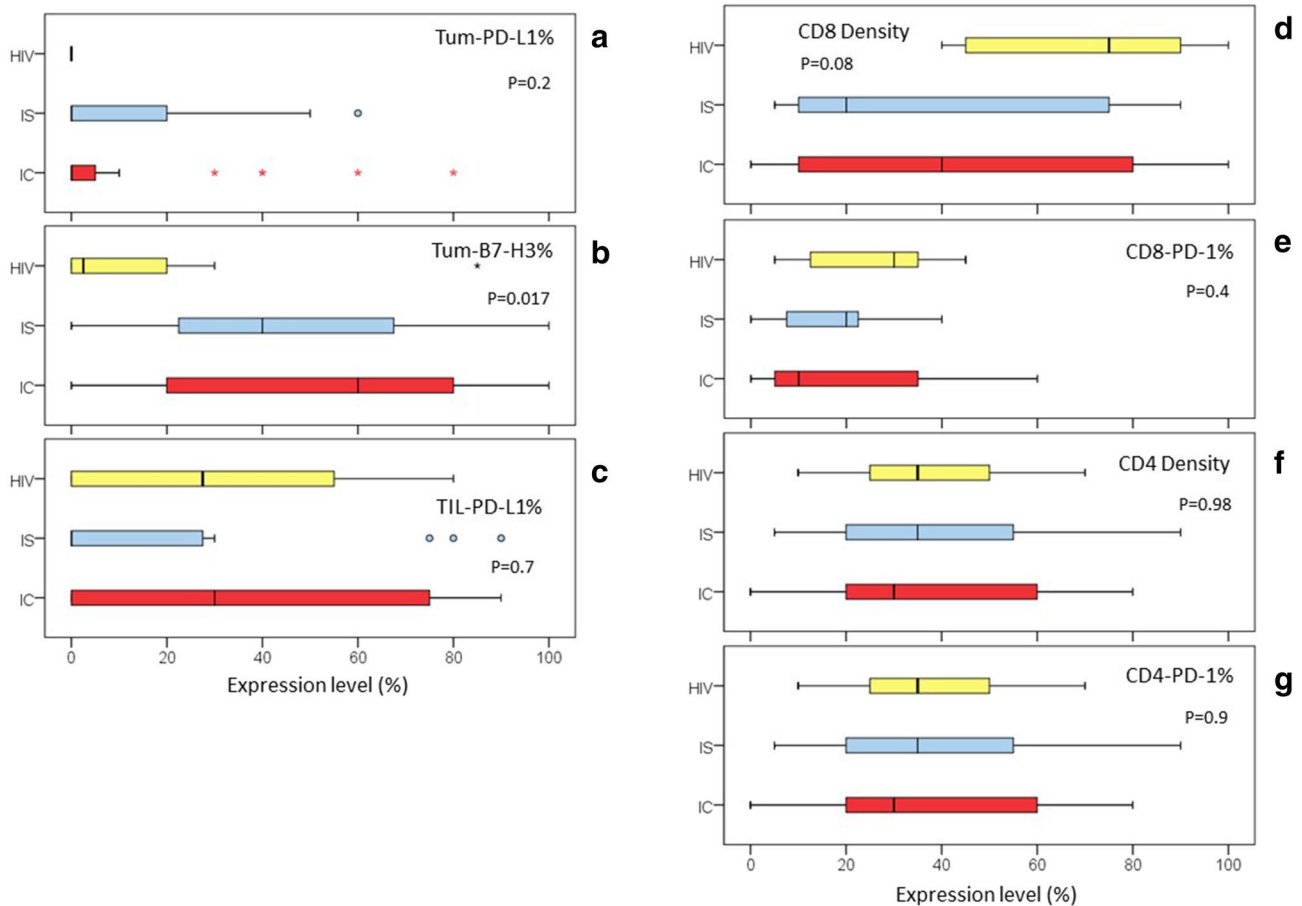 Tum-PD-L1%
a
HIV
P=0.2
IS
IC
Tum-B7-H3%
b
HIV
P=0.017
IS
IC
c
HIV
TIL-PD-L1%
IS
P=0.7
IC
0 20 40 60 80 100
Expression level (%)
CD8 Density
d
HIV
P=0.08
IS
IC
CD8-PD-1%
e
HIV
P=0.4
IS
IC
CD4 Density
f
HIV
P=0.98
IS
IC
CD4-PD-1%
g
HIV
P=0.9
IS
IC
0 20 40 60 80 100
Expression level (%)